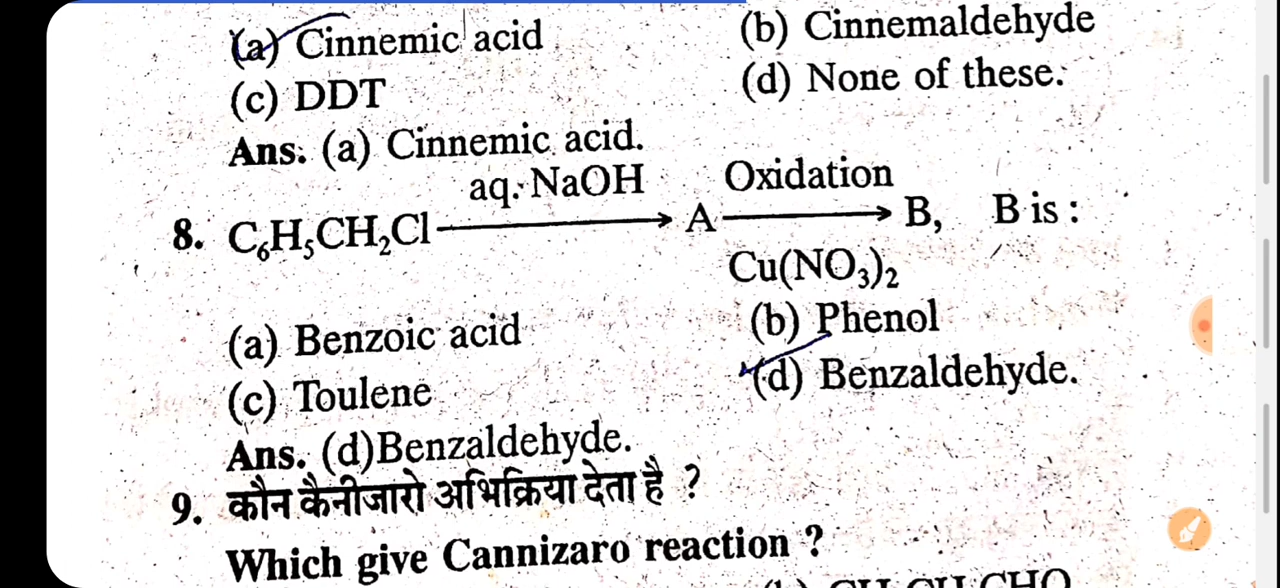 (a) Cinnemic acid (b) Cinnemaldehyde
(c) DDT (d) None of these.
Ans. (a) Cinnemic acid.
8. C₆H₅CH₂Cl aq. NaOH → A Oxidation → Cu(NO₃)₂ B, B is :
(a) Benzoic acid (b) Phenol
(c) Toulene (d) Benzaldehyde.
Ans. (d)Benzaldehyde.
9. कौन कैनीजारो अभिक्रिया देता है ?
Which give Cannizaro reaction ?